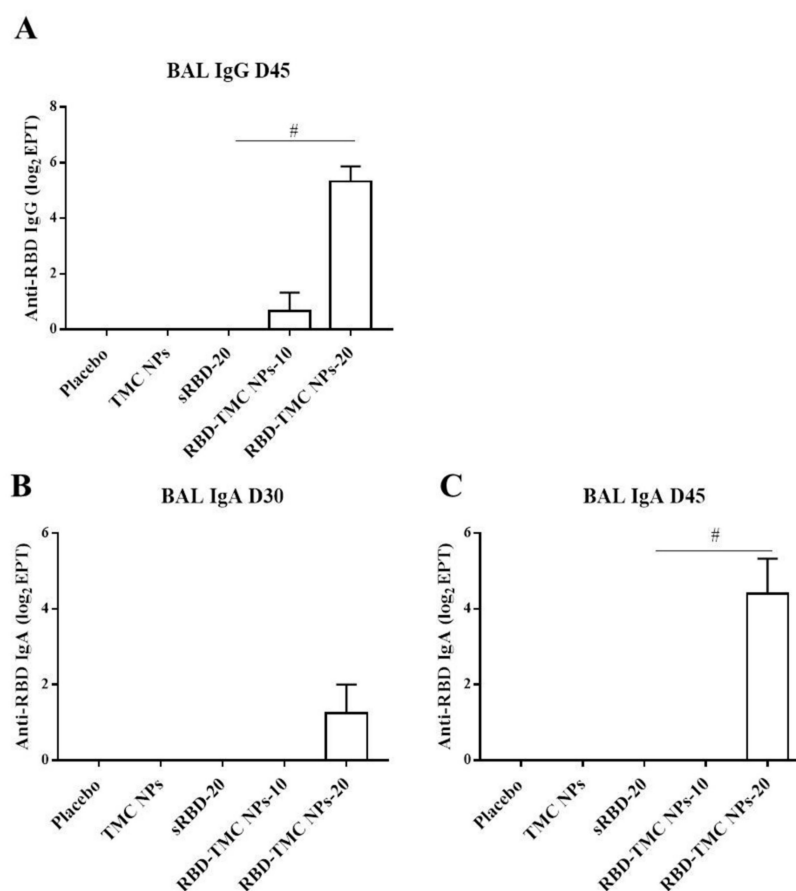 A
BAL IgG D45
Anti-RBD IgG (log₂ EPT)
8
6
4
2
0
#
Placebo
TMC NPs
sRBD-20
RBD-TMC NPs-10
RBD-TMC NPs-20
B
BAL IgA D30
Anti-RBD IgA (log₂ EPT)
6
4
2
0
Placebo
TMC NPs
sRBD-20
RBD-TMC NPs-10
RBD-TMC NPs-20
C
BAL IgA D45
Anti-RBD IgA (log₂ EPT)
6
4
2
0
#
Placebo
TMC NPs
sRBD-20
RBD-TMC NPs-10
RBD-TMC NPs-20